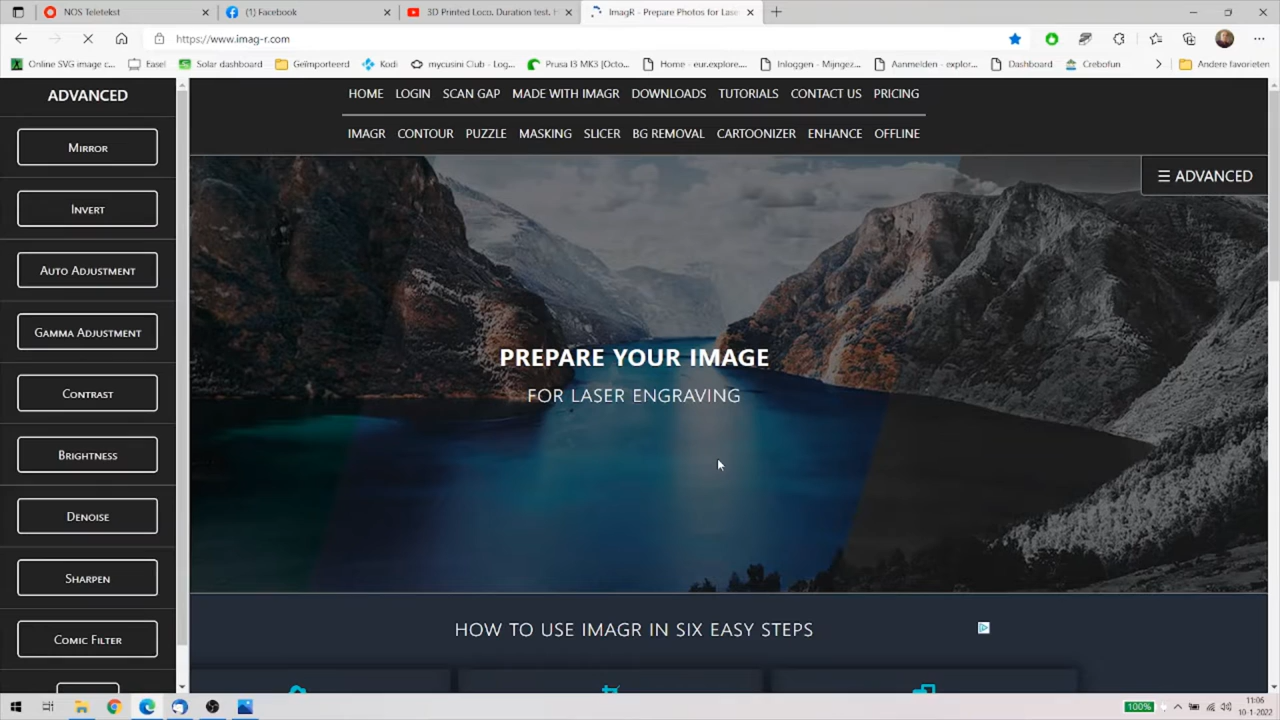 NOS Teletekst
(1) Facebook
3D Printed Loco. Duration test.
ImagR - Prepare Photos for Lase
https://www.imag-r.com
Online SVG image c...
Easel
Solar dashboard
Geïmporteerd
Kodi
mycusini Club - Log...
Prusa I3 MK3 [Octo...
Home - eur.explore...
Inloggen - Mijngez...
Aanmelden - explor...
Dashboard
Crebofun
Andere favorieten
ADVANCED
HOME LOGIN SCAN GAP MADE WITH IMAGR DOWNLOADS TUTORIALS CONTACT US PRICING
IMAGR CONTOUR PUZZLE MASKING SLICER BG REMOVAL CARTOONIZER ENHANCE OFFLINE
☰ ADVANCED
MIRROR
INVERT
AUTO ADJUSTMENT
GAMMA ADJUSTMENT
CONTRAST
BRIGHTNESS
DENOISE
SHARPEN
COMIC FILTER
PREPARE YOUR IMAGE
FOR LASER ENGRAVING
HOW TO USE IMAGR IN SIX EASY STEPS
100%
11:06
10-1-2022